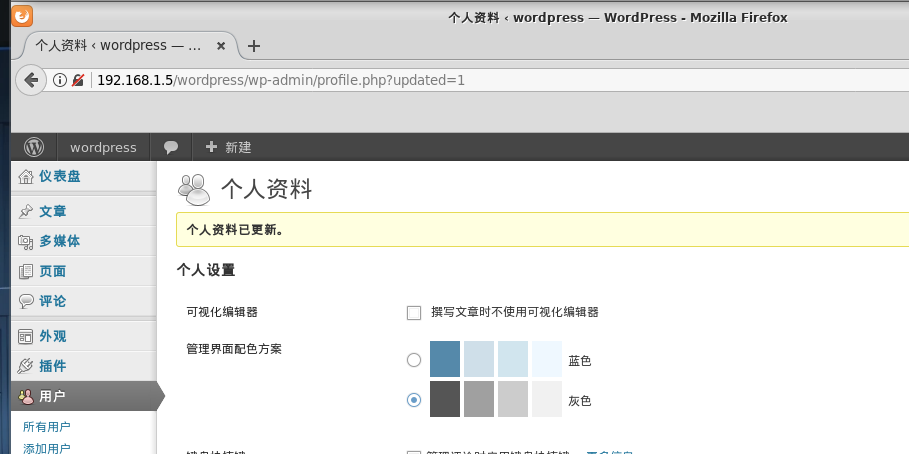 个人资料 ‹ wordpress — WordPress - Mozilla Firefox
个人资料 ‹ wordpress — ...
192.168.1.5/wordpress/wp-admin/profile.php?updated=1
wordpress 新建
仪表盘
文章
多媒体
页面
评论
外观
插件
用户
所有用户
添加用户
个人资料
个人资料已更新。
个人设置
可视化编辑器 撰写文章时不使用可视化编辑器
管理界面配色方案
蓝色
灰色